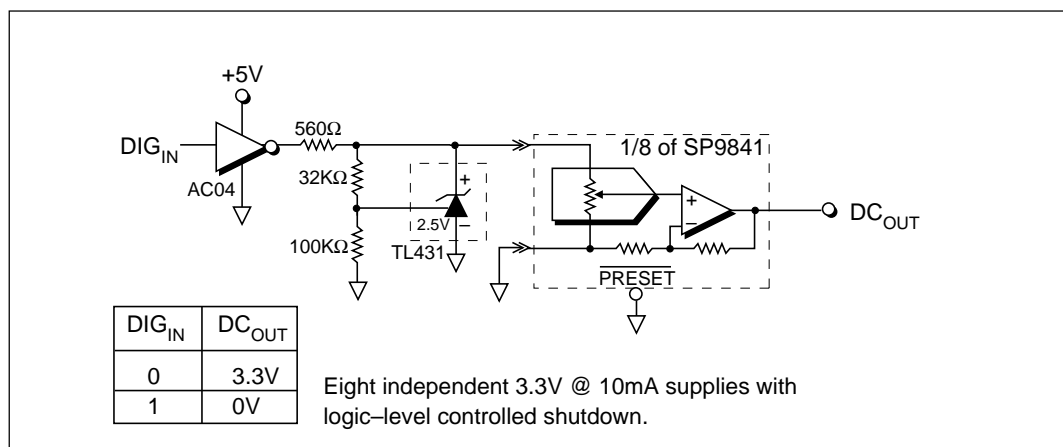 +5V
560Ω
DIG_IN
AC04
32KΩ
100KΩ
+
2.5V
−
TL431
1/8 of SP9841
+
−
DC_OUT
PRESET
DIG_IN DC_OUT
0 3.3V
1 0V
Eight independent 3.3V @ 10mA supplies with
logic–level controlled shutdown.